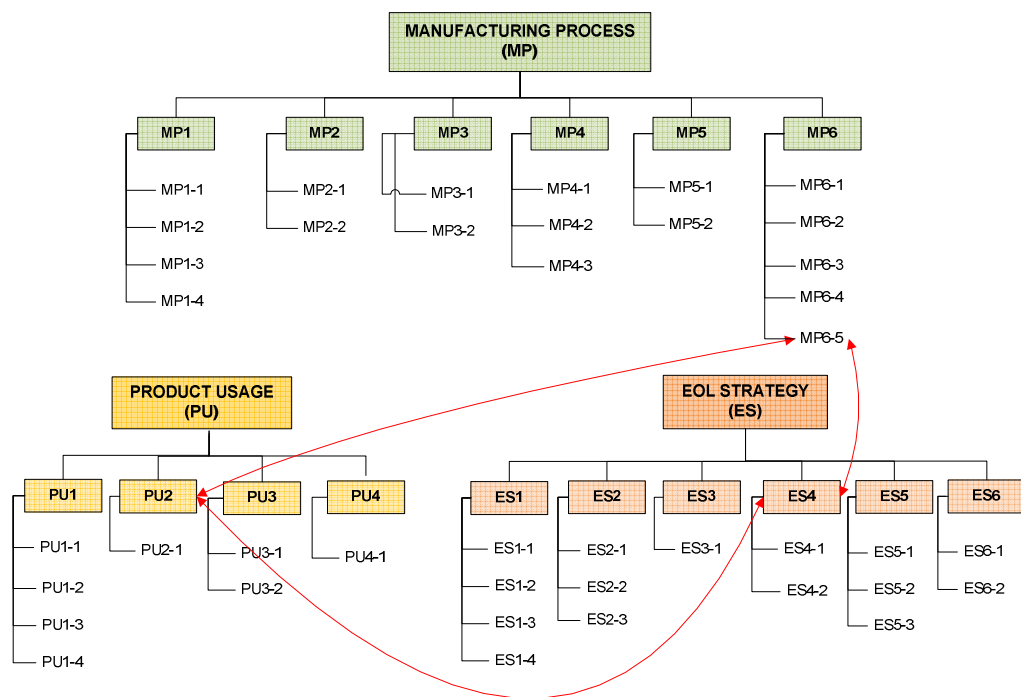 MANUFACTURING PROCESS
(MP)
MP1
MP2
MP3
MP4
MP5
MP6
MP1-1
MP1-2
MP1-3
MP1-4
MP2-1
MP2-2
MP3-1
MP3-2
MP4-1
MP4-2
MP4-3
MP5-1
MP5-2
MP6-1
MP6-2
MP6-3
MP6-4
MP6-5
PRODUCT USAGE
(PU)
PU1
PU2
PU3
PU4
PU1-1
PU1-2
PU1-3
PU1-4
PU2-1
PU3-1
PU3-2
PU4-1
EOL STRATEGY
(ES)
ES1
ES2
ES3
ES4
ES5
ES6
ES1-1
ES1-2
ES1-3
ES1-4
ES2-1
ES2-2
ES2-3
ES3-1
ES4-1
ES4-2
ES5-1
ES5-2
ES5-3
ES6-1
ES6-2